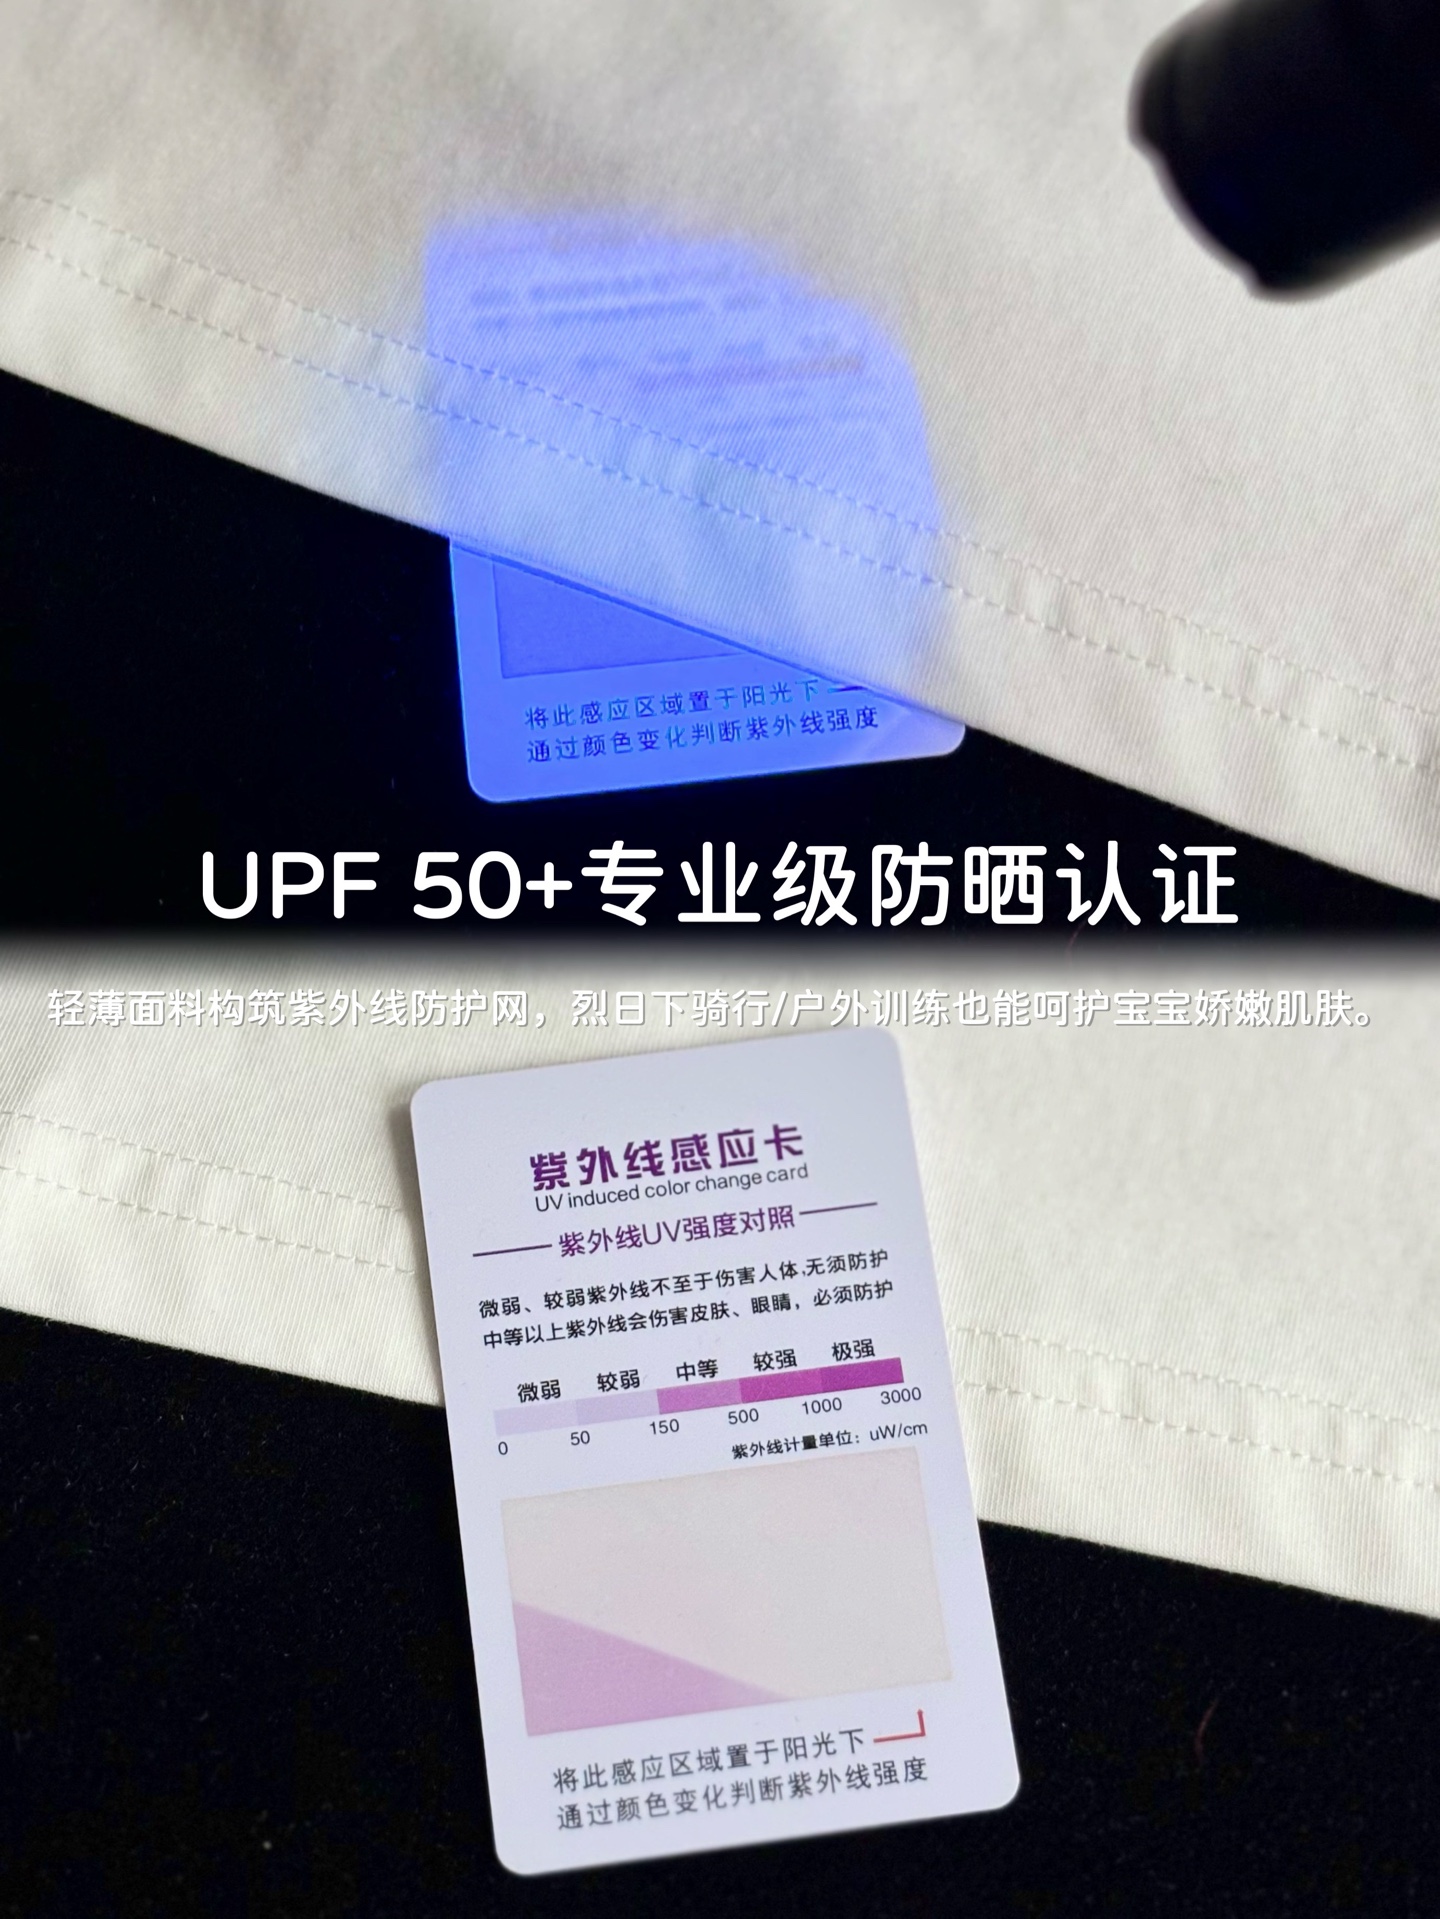 将此感应区域置于阳光下
通过颜色变化判断紫外线强度
UPF 50+专业级防晒认证
轻薄面料构筑紫外线防护网，烈日下骑行/户外训练也能呵护宝宝娇嫩肌肤。
紫外线感应卡
UV induced color change card
紫外线UV强度对照
微弱、较弱紫外线不至于伤害人体,无须防护
中等以上紫外线会伤害皮肤、眼睛，必须防护
微弱 较弱 中等 较强 极强
0 50 150 500 1000 3000
紫外线计量单位：uW/cm
将此感应区域置于阳光下
通过颜色变化判断紫外线强度